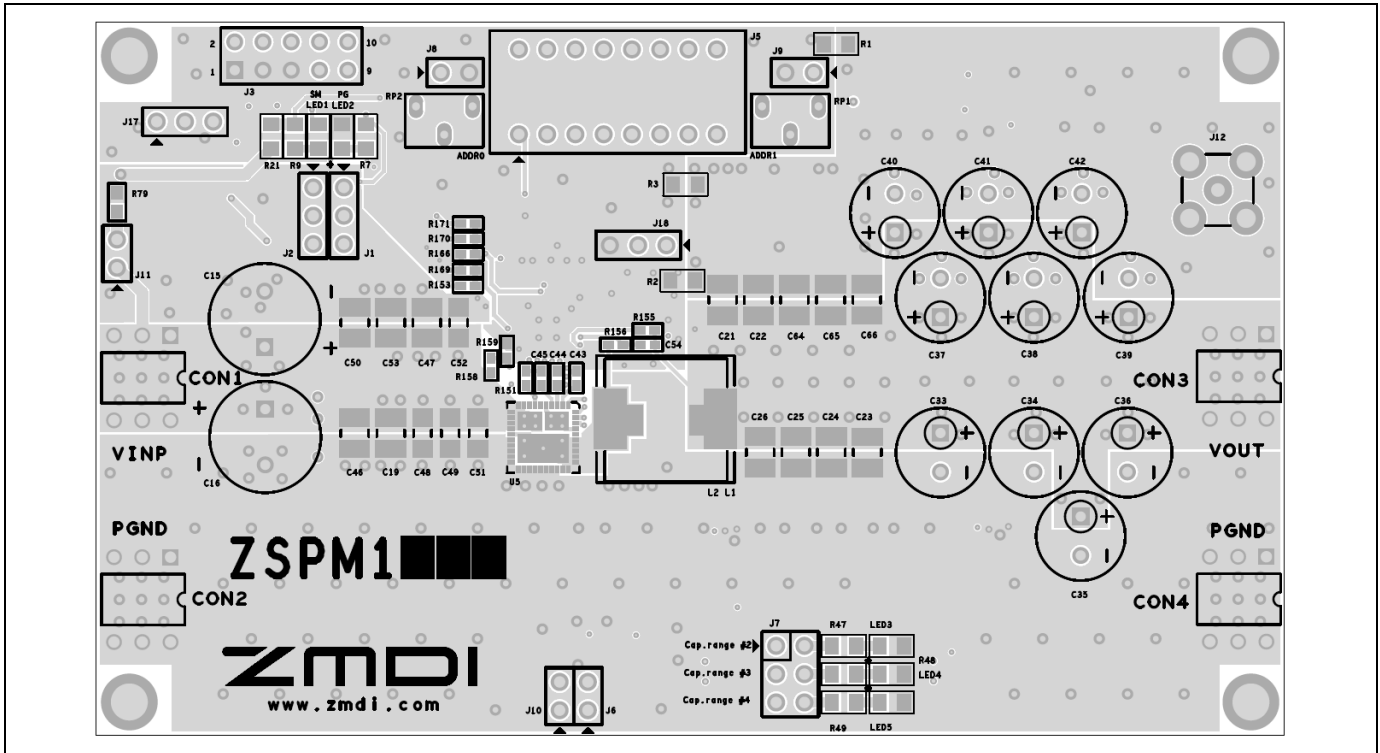 2
10
1
9
J3
SM
PG
LED1
LED2
J8
J5
J9
R1
RP2
RP1
ADDR0
ADDR1
J17
R21
R9
R7
R79
J11
J2
J1
R3
J18
R2
R171
R170
R166
R169
R153
C15
C16
+
+
C50
C53
C47
C52
R159
R158
R151
C45
C44
C43
R156
R155
C54
C21
C22
C64
C65
C66
C40
C41
C42
J12
C37
C38
C39
CON1
VINP
C46
C19
C48
C49
C51
U5
L2 L1
C26
C25
C24
C23
C33
C34
C36
C35
CON3
VOUT
PGND
ZSPM1
CON2
PGND
CON4
ZMDI
www.zmdi.com
J10
J6
J7
Cap.range #2
Cap.range #3
Cap.range #4
R47
LED3
R48
LED4
R49
LED5